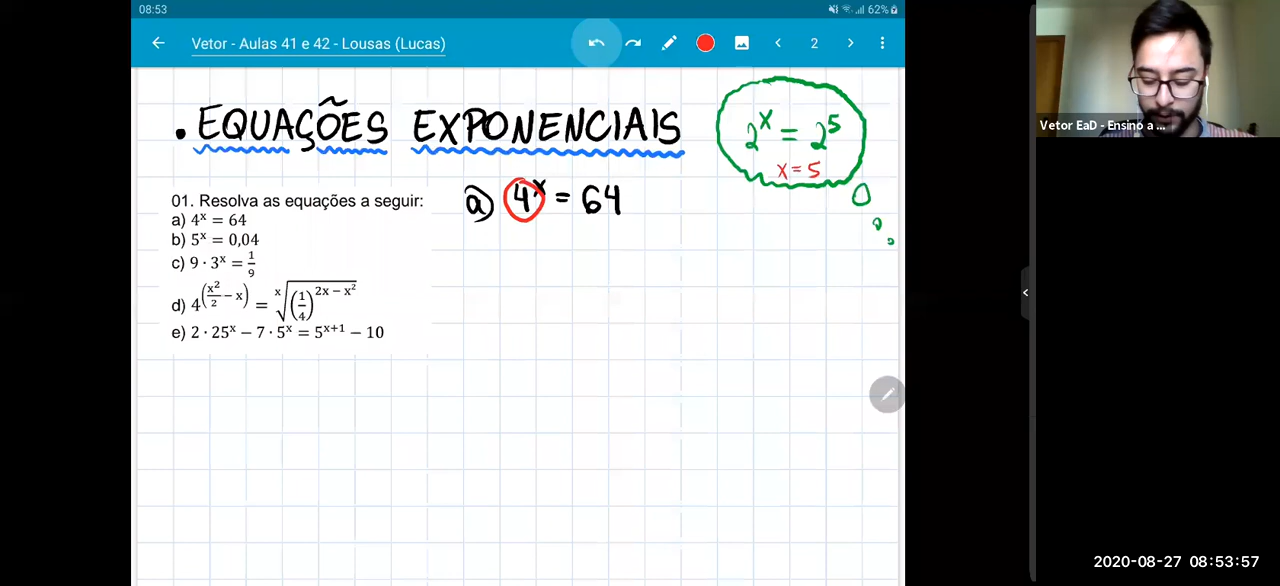 08:53
62%
Vetor - Aulas 41 e 42 - Lousas (Lucas)
2
• EQUAÇÕES EXPONENCIAIS
2^x = 2^5
x = 5
01. Resolva as equações a seguir:
a) 4^x = 64
b) 5^x = 0,04
c) 9 · 3^x = 1/9
d) 4^(x²/2 − x) = ˣ√(1/4)^(2x − x²)
e) 2 · 25^x − 7 · 5^x = 5^(x+1) − 10
a) 4^x = 64
Vetor EaD - Ensino a ...
2020-08-27 08:53:57